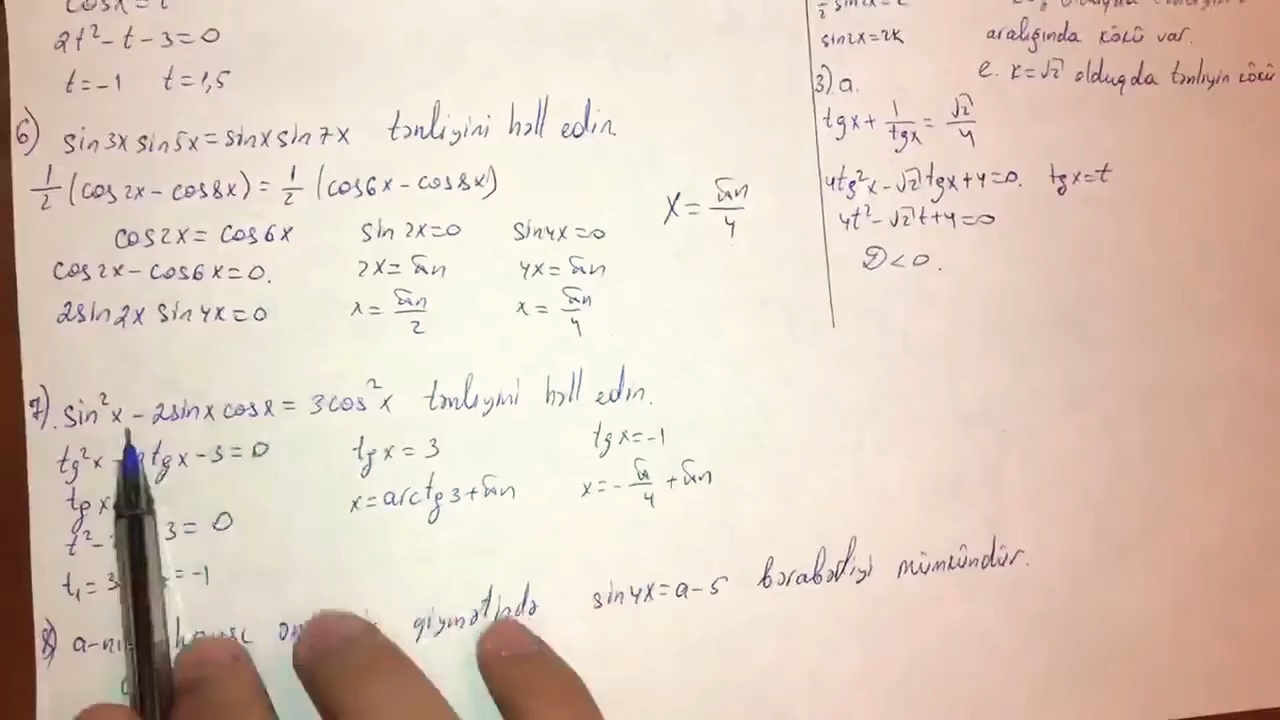 2t²-t-3=0
t=-1 t=1,5
6) sin3x sin5x=sinx sin7x tənliyini həll edin.
1/2 (cos2x-cos8x)=1/2 (cos6x-cos8x)
cos2x=cos6x sin2x=0 sin4x=0
cos2x-cos6x=0. 2x=πn 4x=πn
2sin2x sin4x=0 x=πn/2 x=πn/4
x=πn/4
7). sin²x-2sinx cosx=3cos²x tənliyini həll edin.
tg²x - tgx-3=0 tgx=3 tgx=-1
tgx
x=arctg3+πn x=-π/4+πn
t²- 3=0
t₁=3 =-1
8) qiymətində sin4x=a-5 bərabərliyi mümkündür.
sin2x=2k
aralığında kökü var.
e. k=√2 olduqda tənliyin kökü
3) a.
tgx+1/tgx=√2/4
4tg²x-√2tgx+4=0. tgx=t
4t²-√2t+4=0
D<0.